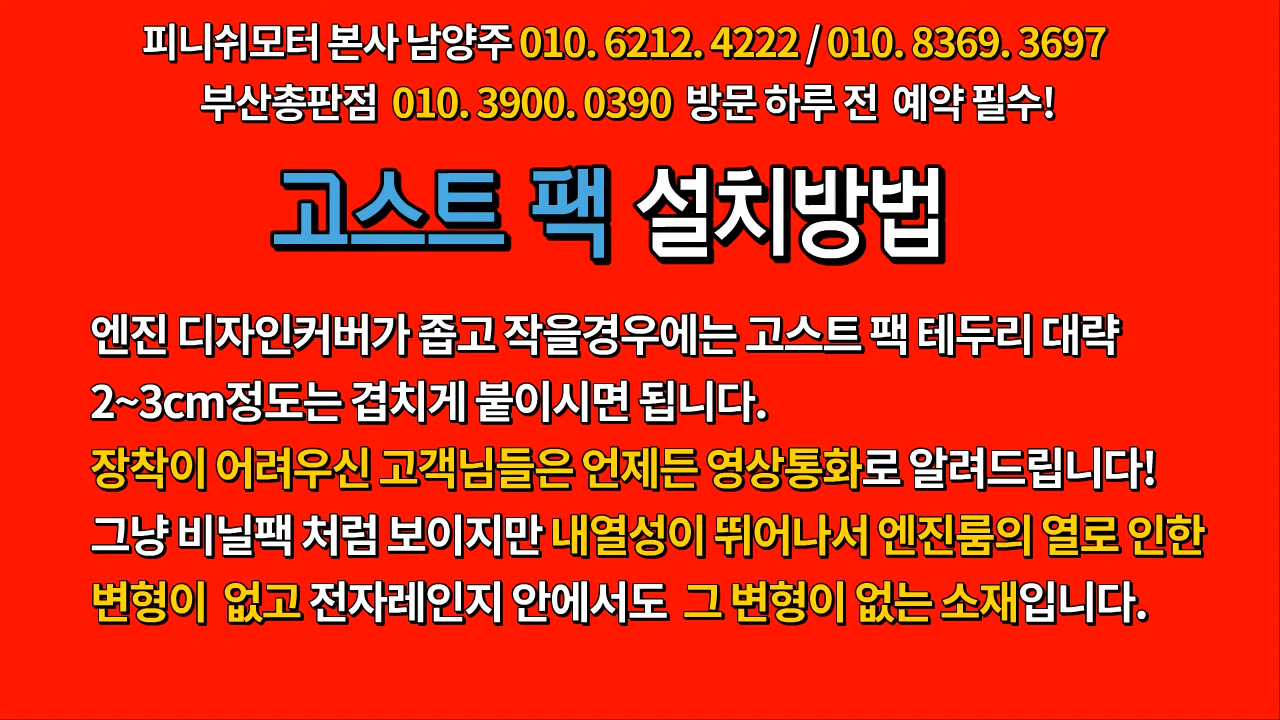 피니쉬모터 본사 남양주 010. 6212. 4222 / 010. 8369. 3697
부산총판점 010. 3900. 0390 방문 하루 전 예약 필수!
고스트 팩 설치방법
엔진 디자인커버가 좁고 작을경우에는 고스트 팩 테두리 대략
2~3cm정도는 겹치게 붙이시면 됩니다.
장착이 어려우신 고객님들은 언제든 영상통화로 알려드립니다!
그냥 비닐팩 처럼 보이지만 내열성이 뛰어나서 엔진룸의 열로 인한
변형이 없고 전자레인지 안에서도 그 변형이 없는 소재입니다.